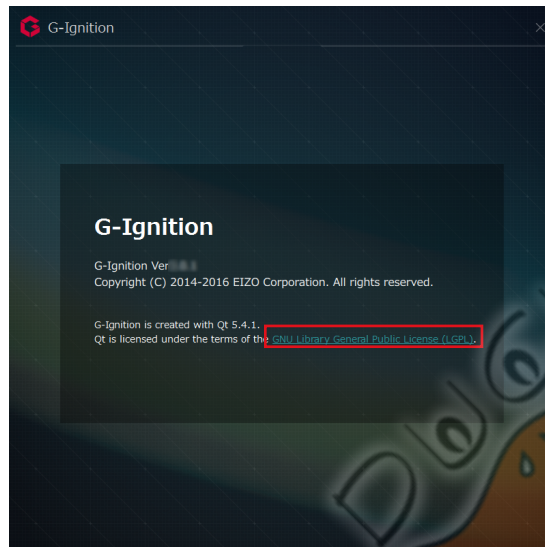 G-Ignition
G-Ignition
G-Ignition Ver
Copyright (C) 2014-2016 EIZO Corporation. All rights reserved.
G-Ignition is created with Qt 5.4.1.
Qt is licensed under the terms of the GNU Library General Public License (LGPL).